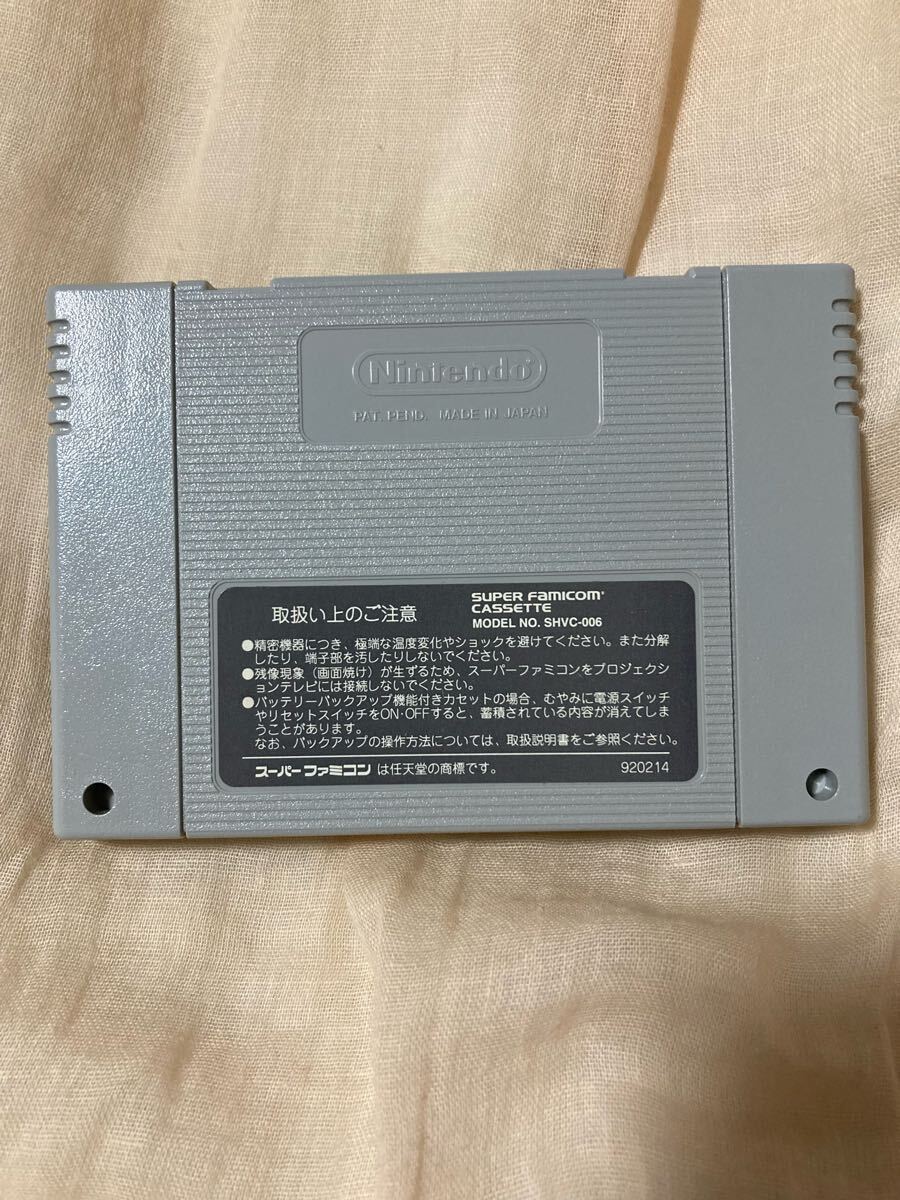 Nintendo
PAT. PEND. MADE IN JAPAN
取扱い上のご注意
SUPER FAMICOM
CASSETTE
MODEL NO. SHVC-006
●精密機器につき、極端な温度変化やショックを避けてください。また分解
したり、端子部を汚したりしないでください。
●残像現象（画面焼け）が生ずるため、スーパーファミコンをプロジェクシ
ョンテレビには接続しないでください。
●バッテリーバックアップ機能付きカセットの場合、むやみに電源スイッチ
やリセットスイッチをON・OFFすると、蓄積されている内容が消えてしま
うことがあります。
なお、バックアップの操作方法については、取扱説明書をご参照ください。
スーパーファミコン は任天堂の商標です。
920214